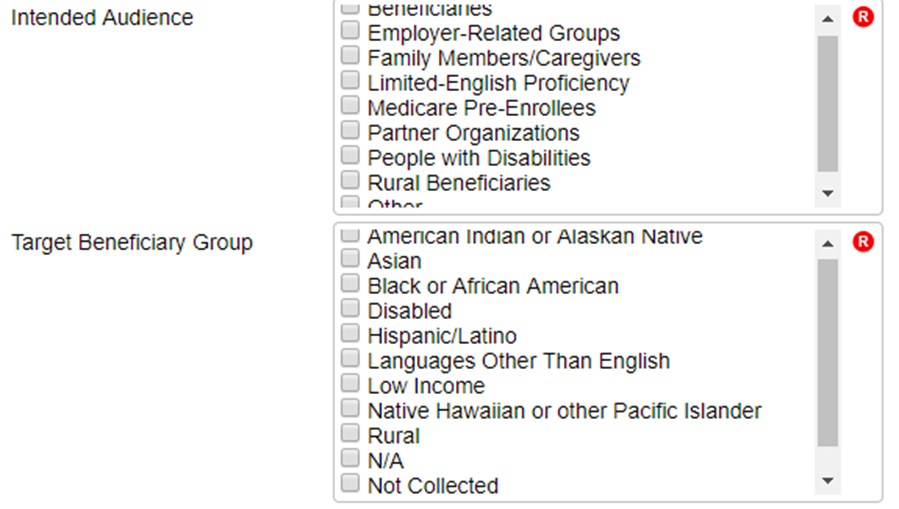 Intended Audience
Beneficiaries
R
Employer-Related Groups
Family Members/Caregivers
Limited-English Proficiency
Medicare Pre-Enrollees
Partner Organizations
People with Disabilities
Rural Beneficiaries
Other
Target Beneficiary Group
American Indian or Alaskan Native
R
Asian
Black or African American
Disabled
Hispanic/Latino
Languages Other Than English
Low Income
Native Hawaiian or other Pacific Islander
Rural
N/A
Not Collected